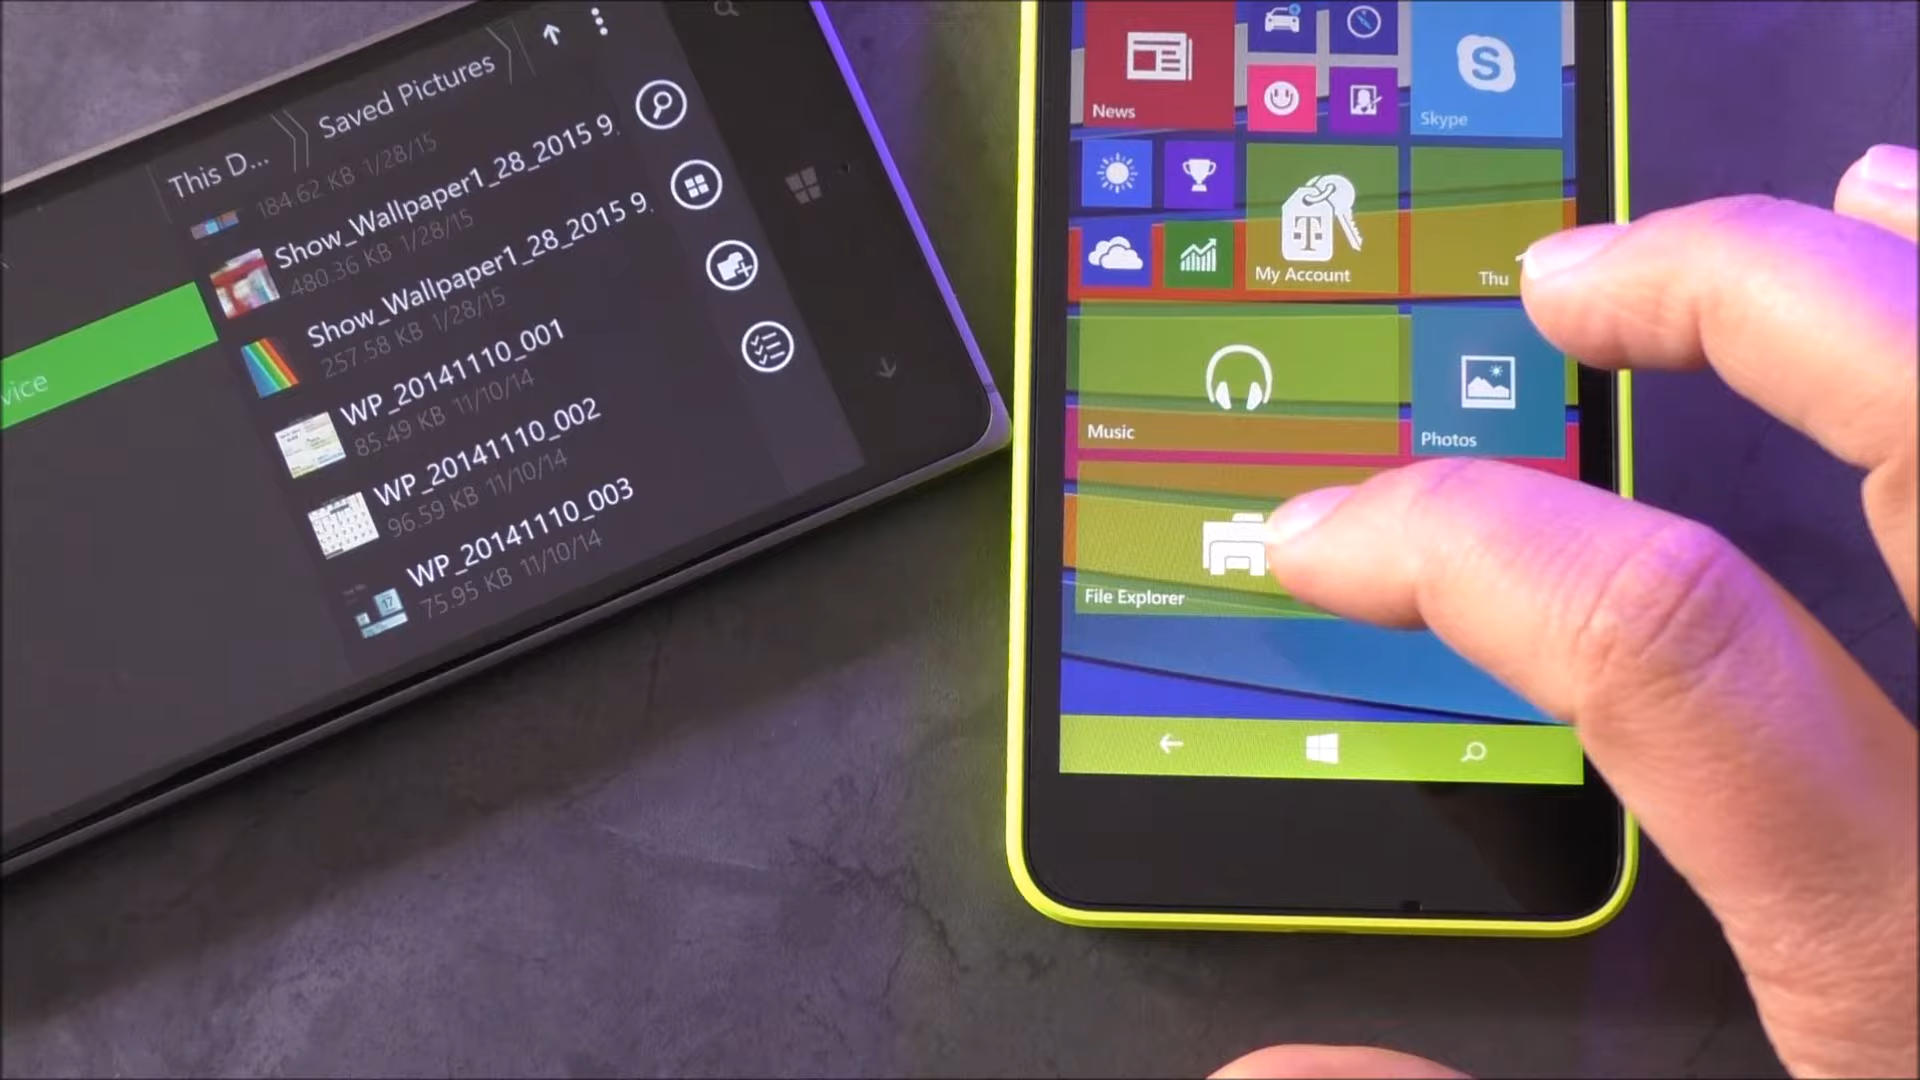 This D...
Saved Pictures
184.62 KB 1/28/15
Show_Wallpaper1_28_2015 9.
480.36 KB 1/28/15
Show_Wallpaper1_28_2015 9.
257.58 KB 1/28/15
WP_20141110_001
85.49 KB 11/10/14
WP_20141110_002
96.59 KB 11/10/14
WP_20141110_003
75.95 KB 11/10/14
vice
17
News
S
Skype
T
My Account
Thu
Music
Photos
File Explorer